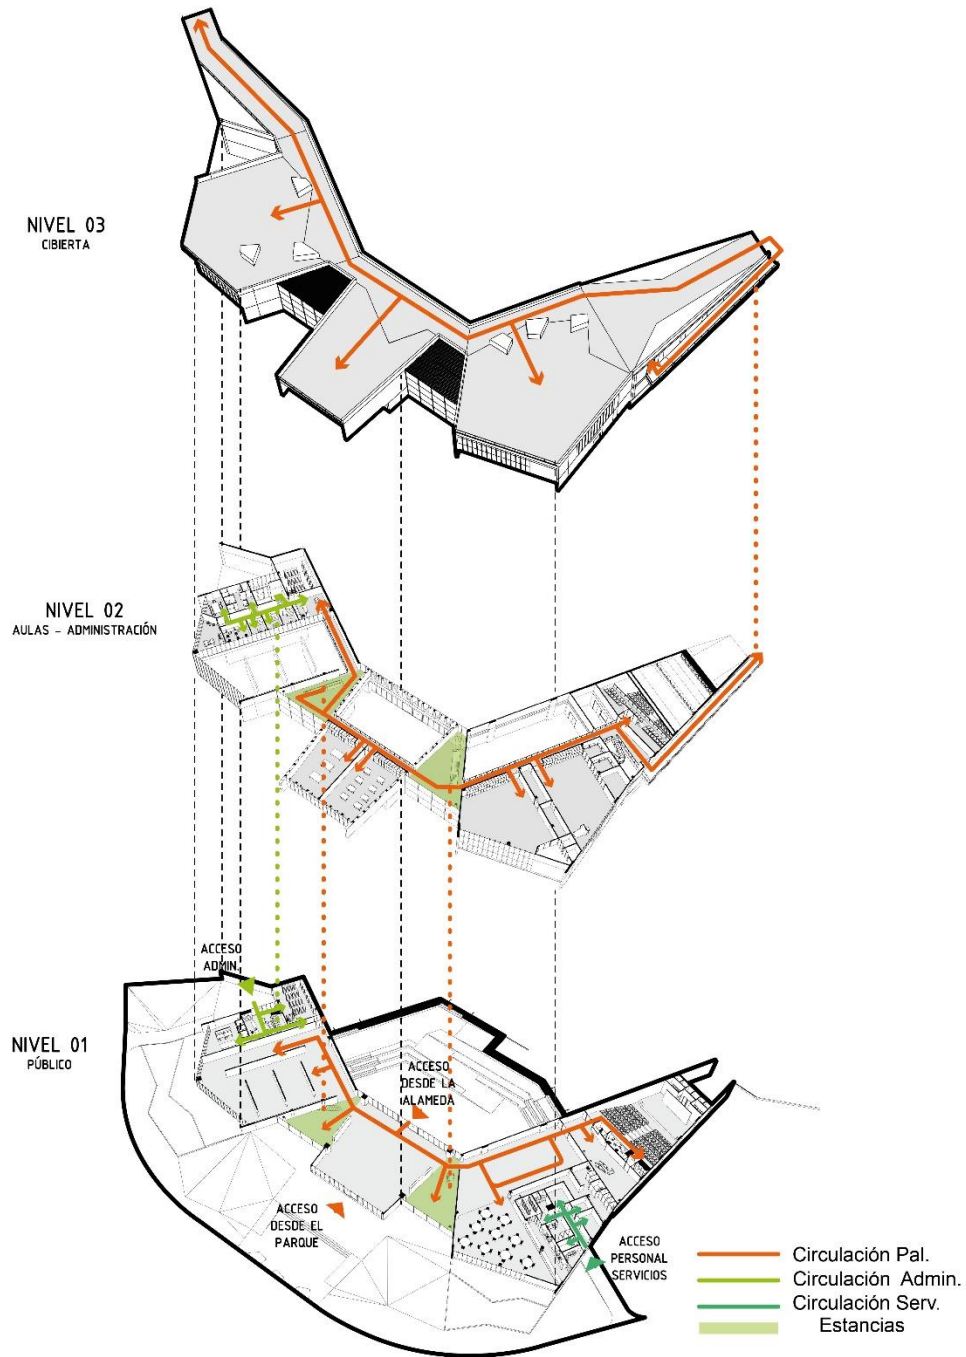 NIVEL 03
CIBIERTA
NIVEL 02
AULAS - ADMINISTRACIÓN
ACCESO
ADMIN.
NIVEL 01
PÚBLICO
ACCESO
DESDE LA
ALAMEDA
ACCESO
DESDE EL
PARQUE
ACCESO
PERSONAL
SERVICIOS
Circulación Pal.
Circulación Admin.
Circulación Serv.
Estancias